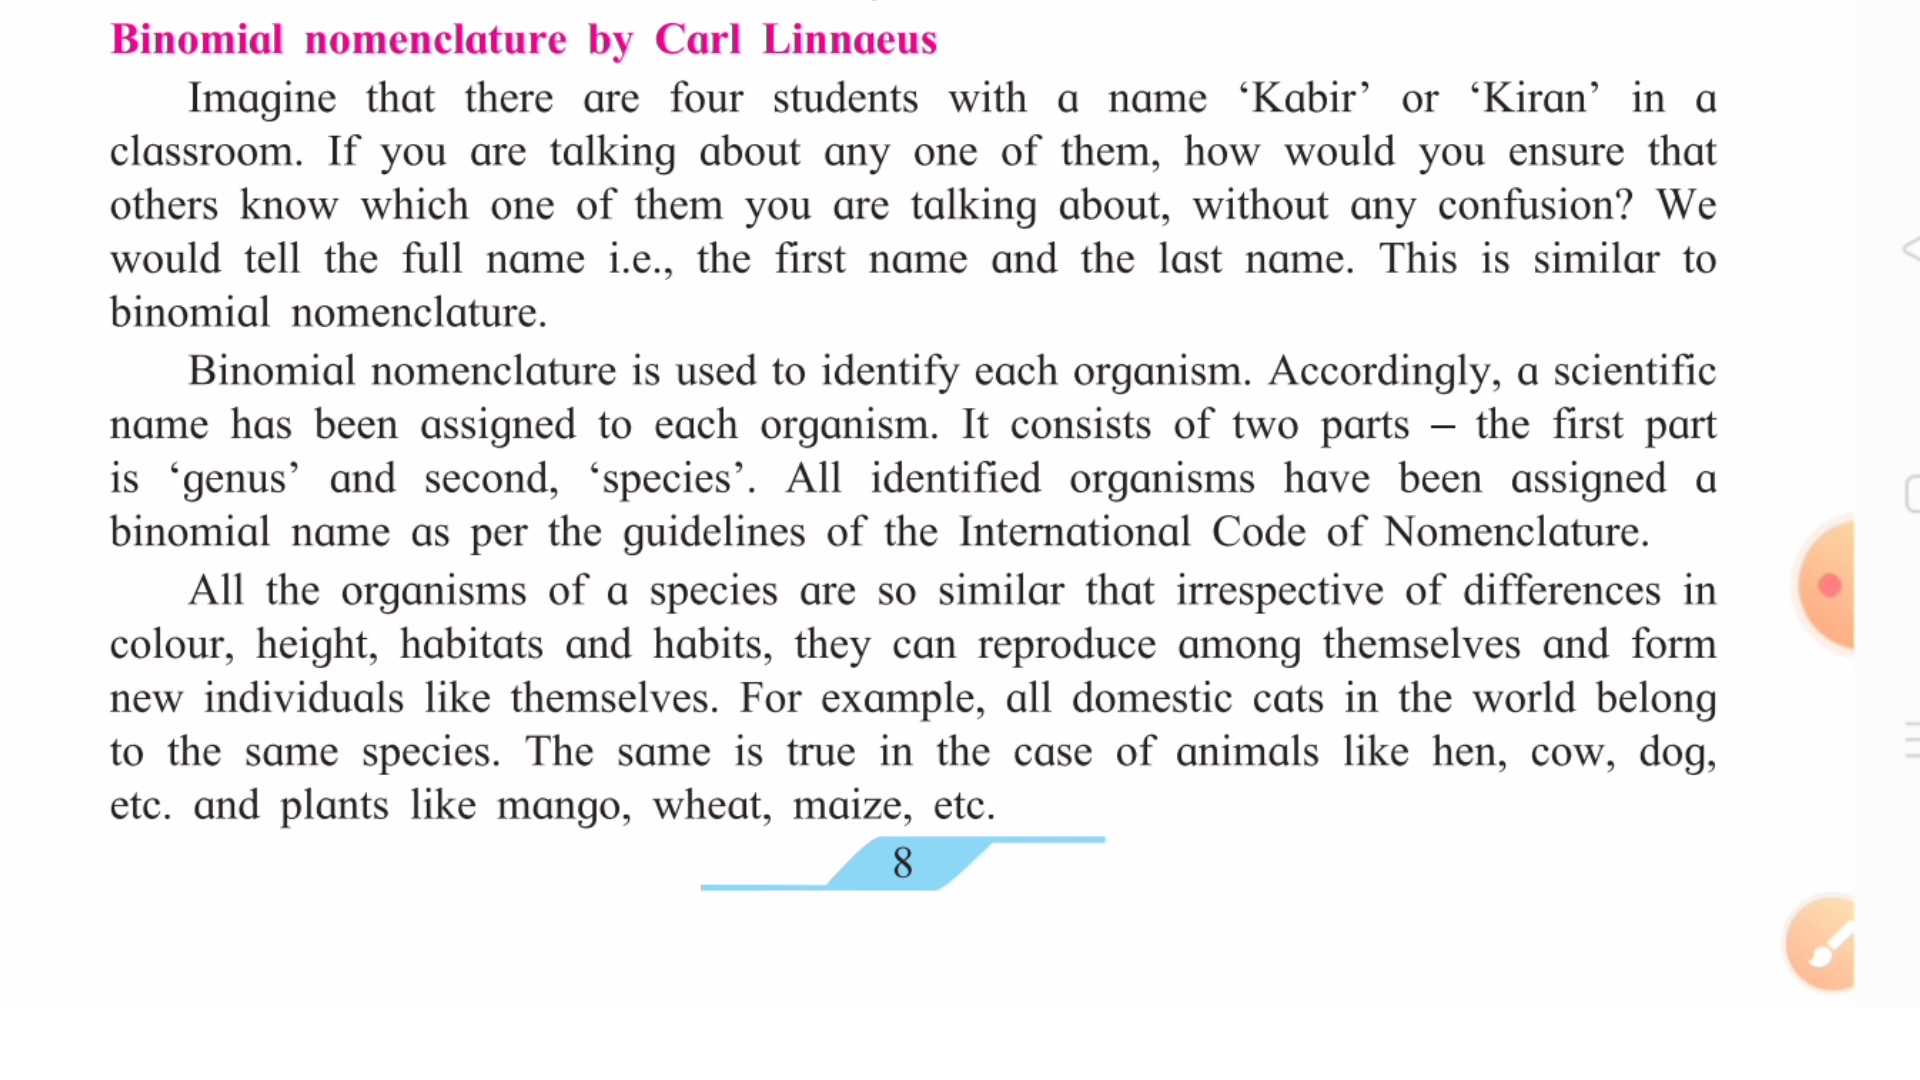 Binomial nomenclature by Carl Linnaeus
Imagine that there are four students with a name ‘Kabir’ or ‘Kiran’ in a
classroom. If you are talking about any one of them, how would you ensure that
others know which one of them you are talking about, without any confusion? We
would tell the full name i.e., the first name and the last name. This is similar to
binomial nomenclature.
Binomial nomenclature is used to identify each organism. Accordingly, a scientific
name has been assigned to each organism. It consists of two parts – the first part
is ‘genus’ and second, ‘species’. All identified organisms have been assigned a
binomial name as per the guidelines of the International Code of Nomenclature.
All the organisms of a species are so similar that irrespective of differences in
colour, height, habitats and habits, they can reproduce among themselves and form
new individuals like themselves. For example, all domestic cats in the world belong
to the same species. The same is true in the case of animals like hen, cow, dog,
etc. and plants like mango, wheat, maize, etc.
8